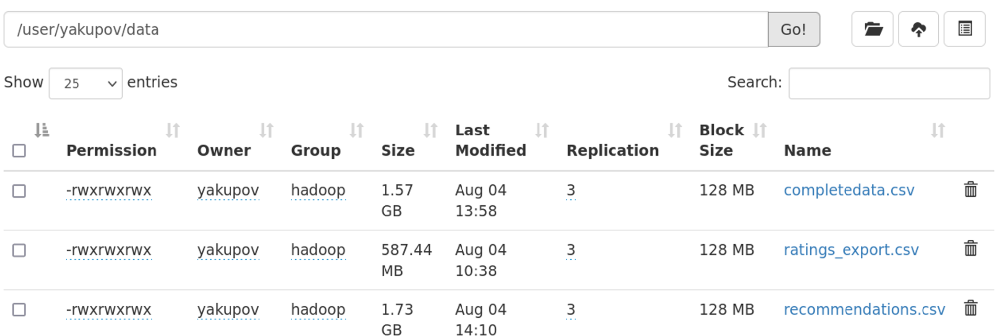 /user/yakupov/data Go!
Show 25 entries Search:
Permission Owner Group Size Last Modified Replication Block Size Name
-rwxrwxrwx yakupov hadoop 1.57 GB Aug 04 13:58 3 128 MB completedata.csv
-rwxrwxrwx yakupov hadoop 587.44 MB Aug 04 10:38 3 128 MB ratings_export.csv
-rwxrwxrwx yakupov hadoop 1.73 GB Aug 04 14:10 3 128 MB recommendations.csv